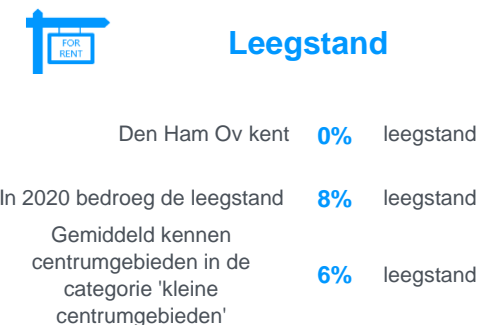 FOR
RENT
Leegstand
Den Ham Ov kent 0% leegstand
In 2020 bedroeg de leegstand 8% leegstand
Gemiddeld kennen
centrumgebieden in de
categorie 'kleine
centrumgebieden'
6% leegstand